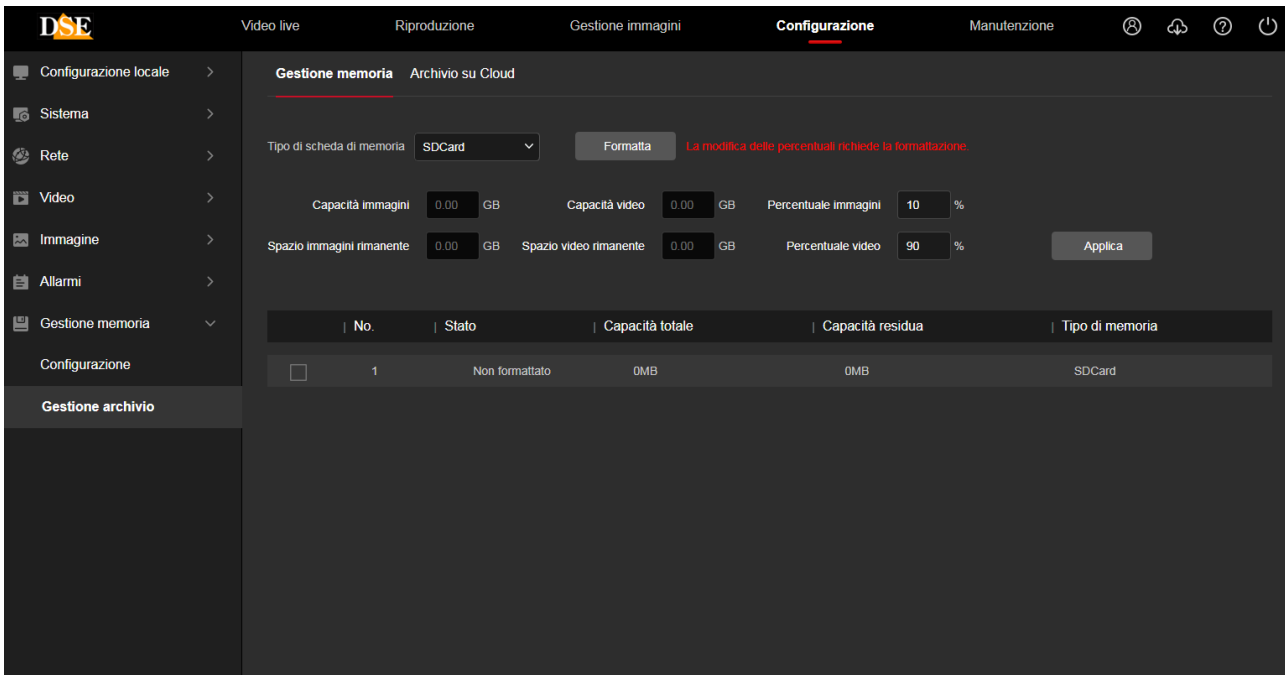 DSE Video live Riproduzione Gestione immagini Configurazione Manutenzione
Configurazione locale
Sistema
Rete
Video
Immagine
Allarmi
Gestione memoria
Configurazione
Gestione archivio
Gestione memoria Archivio su Cloud
Tipo di scheda di memoria SDCard Formatta La modifica delle percentuali richiede la formattazione.
Capacità immagini 0.00 GB Capacità video 0.00 GB Percentuale immagini 10 %
Spazio immagini rimanente 0.00 GB Spazio video rimanente 0.00 GB Percentuale video 90 % Applica
No. Stato Capacità totale Capacità residua Tipo di memoria
1 Non formattato 0MB 0MB SDCard